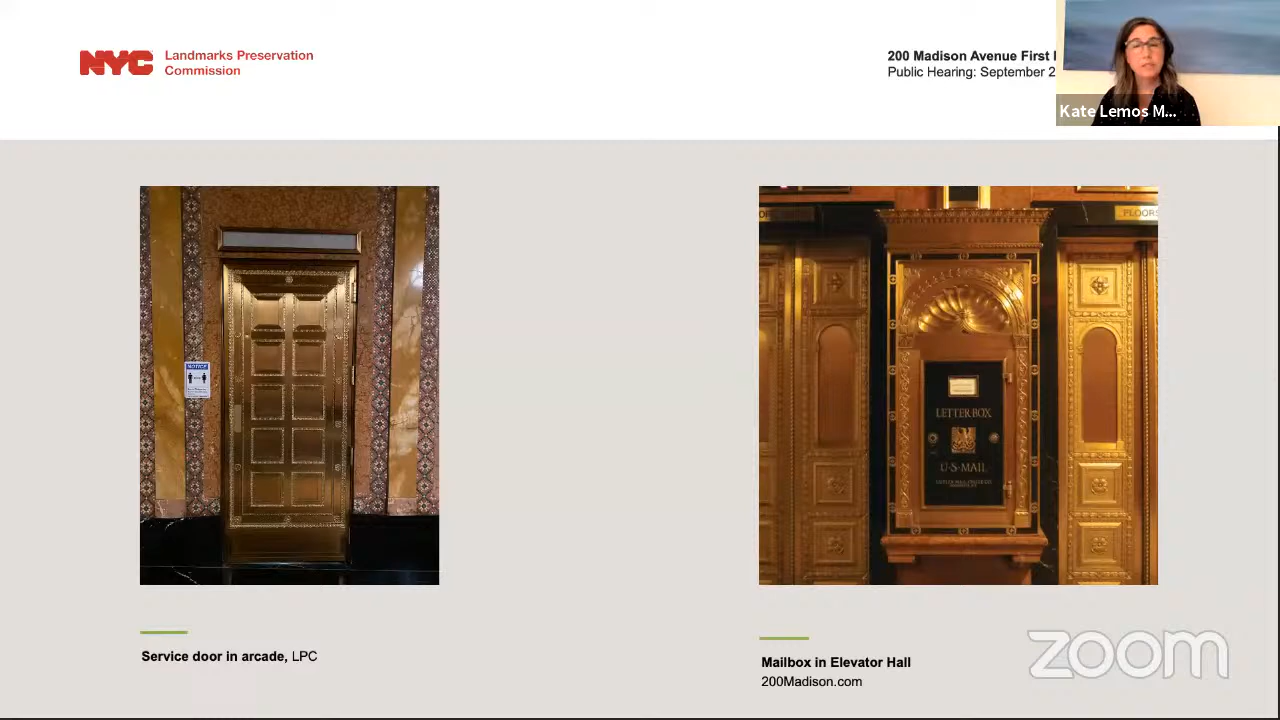 NYC
Landmarks Preservation
Commission
200 Madison Avenue First
Public Hearing: September 2
Kate Lemos M...
NOTICE
FLOORS
LETTER BOX
U·S·MAIL
Service door in arcade, LPC
Mailbox in Elevator Hall
200Madison.com
zoom